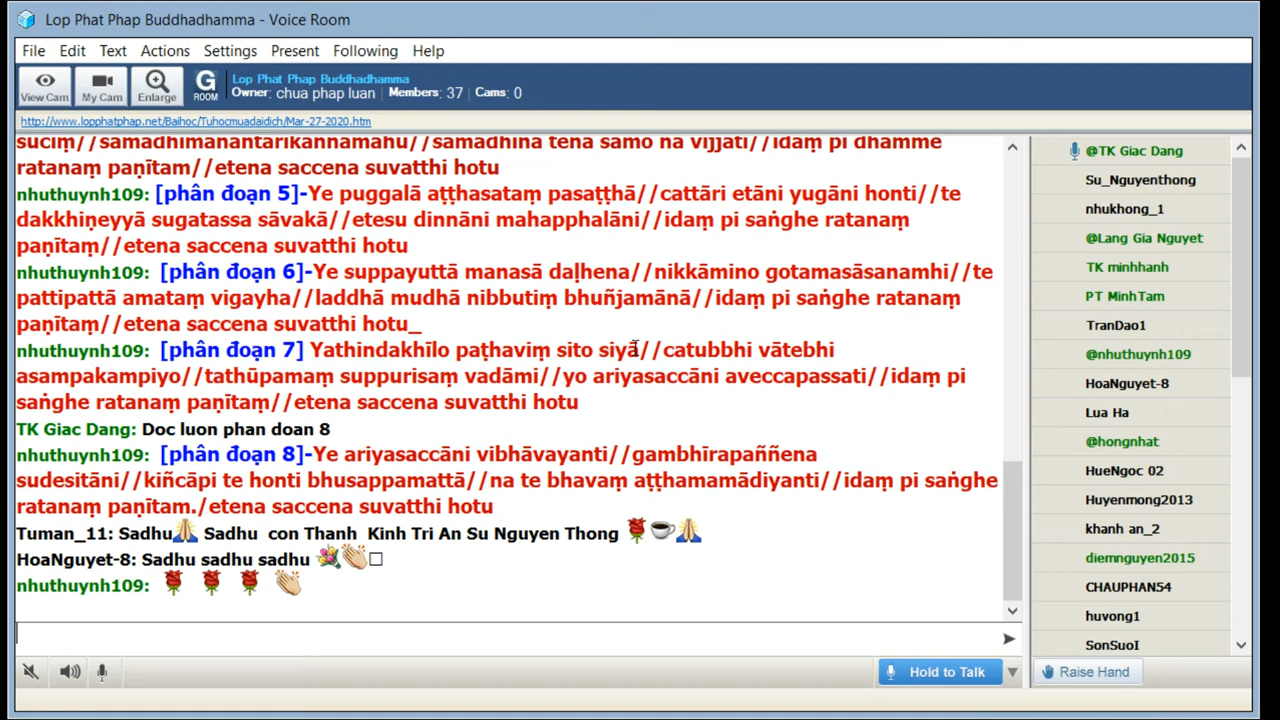 Lop Phat Phap Buddhadhamma - Voice Room
File Edit Text Actions Settings Present Following Help
View Cam My Cam Enlarge G ROOM
Lop Phat Phap Buddhadhamma
Owner: chua phap luan Members: 37 Cams: 0
http://www.lopphatphap.net/Baihoc/Tuhocmuadaidich/Mar-27-2020.htm
suciṃ//samādhimānantarikaññamāhu//samādhinā tena samo na vijjati//idaṃ pi dhamme
ratanaṃ paṇītam//etena saccena suvatthi hotu
nhuthuynh109: [phân đoạn 5]-Ye puggalā aṭṭhasataṃ pasaṭṭhā//cattāri etāni yugāni honti//te
dakkhiṇeyyā sugatassa sāvakā//etesu dinnāni mahapphalāni//idaṃ pi saṅghe ratanaṃ
paṇītaṃ//etena saccena suvatthi hotu
nhuthuynh109: [phân đoạn 6]-Ye suppayuttā manasā daḷhena//nikkāmino gotamasāsanamhi//te
pattipattā amataṃ vigayha//laddhā mudhā nibbutiṃ bhuñjamānā//idaṃ pi saṅghe ratanaṃ
paṇītaṃ//etena saccena suvatthi hotu_
nhuthuynh109: [phân đoạn 7] Yathindakhīlo paṭhaviṃ sito siyā//catubbhi vātebhi
asampakampiyo//tathūpamaṃ suppurisaṃ vadāmi//yo ariyasaccāni aveccapassati//idaṃ pi
saṅghe ratanaṃ paṇītaṃ//etena saccena suvatthi hotu
TK Giac Dang: Doc luon phan doan 8
nhuthuynh109: [phân đoạn 8]-Ye ariyasaccāni vibhāvayanti//gambhīrapaññena
sudesitāni//kiñcāpi te honti bhusappamattā//na te bhavaṃ aṭṭhamamādiyanti//idaṃ pi saṅghe
ratanaṃ paṇītam./etena saccena suvatthi hotu
Tuman_11: Sadhu🙏 Sadhu con Thanh Kinh Tri An Su Nguyen Thong 🌹☕🙏
HoaNguyet-8: Sadhu sadhu sadhu 💐👏□
nhuthuynh109: 🌹 🌹 🌹 👏
Hold to Talk
@TK Giac Dang
Su_Nguyenthong
nhukhong_1
@Lang Gia Nguyet
TK minhhanh
PT MinhTam
TranDao1
@nhuthuynh109
HoaNguyet-8
Lua Ha
@hongnhat
HueNgoc 02
Huyenmong2013
khanh an_2
diemnguyen2015
CHAUPHAN54
huvong1
SonSuoI
Raise Hand